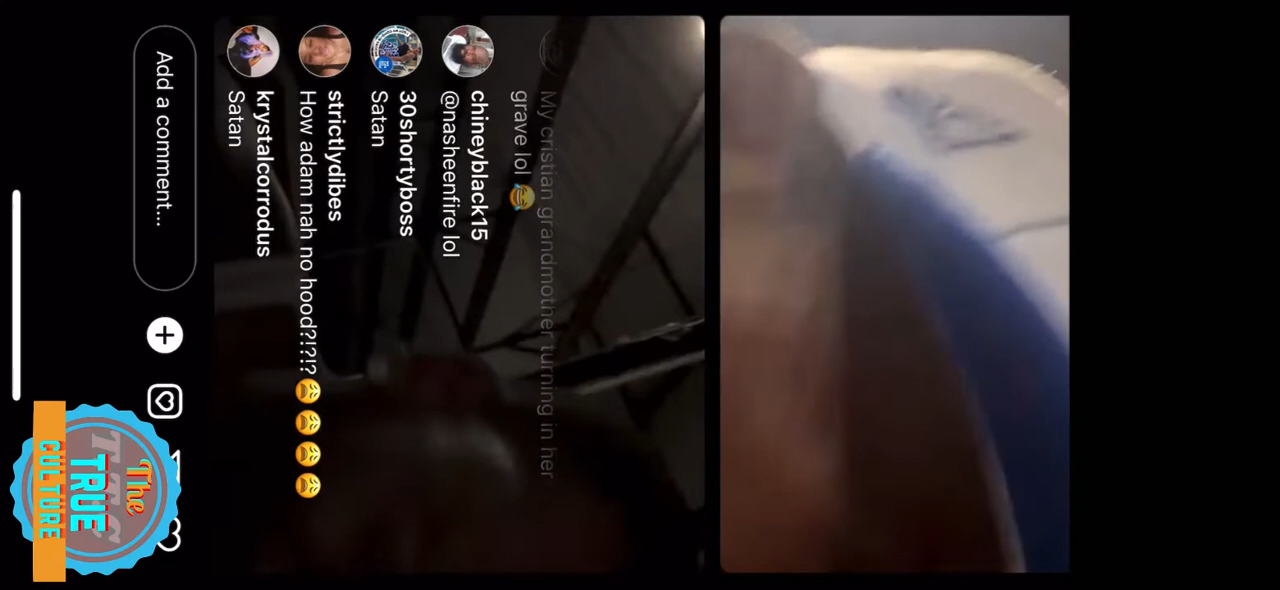 My cristian grandmother turning in her
grave lol 😂
chineyblack15
@nasheenfire lol
30shortyboss
Satan
strictlydibes
How adam nah no hood?!?!? 😩😩😩😩
krystalcorrodus
Satan
Add a comment...
The
TRUE
CULTURE
TTC